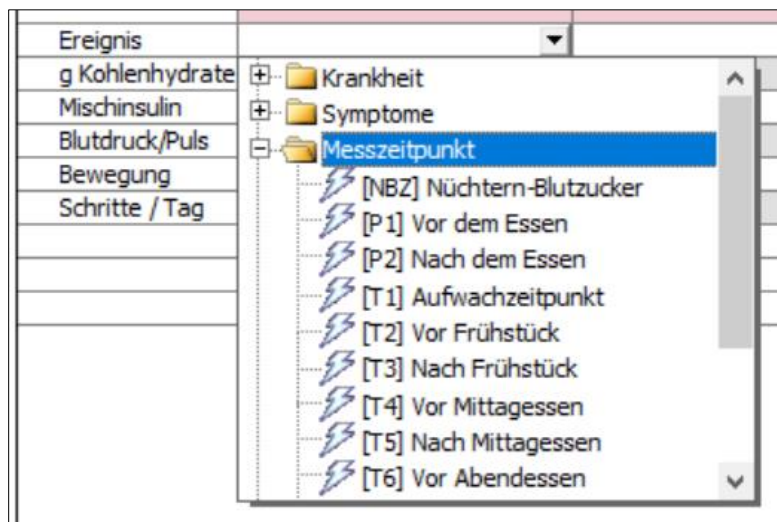 Ereignis
g Kohlenhydrate
Mischinsulin
Blutdruck/Puls
Bewegung
Schritte / Tag
Krankheit
Symptome
Messzeitpunkt
[NBZ] Nüchtern-Blutzucker
[P1] Vor dem Essen
[P2] Nach dem Essen
[T1] Aufwachzeitpunkt
[T2] Vor Frühstück
[T3] Nach Frühstück
[T4] Vor Mittagessen
[T5] Nach Mittagessen
[T6] Vor Abendessen